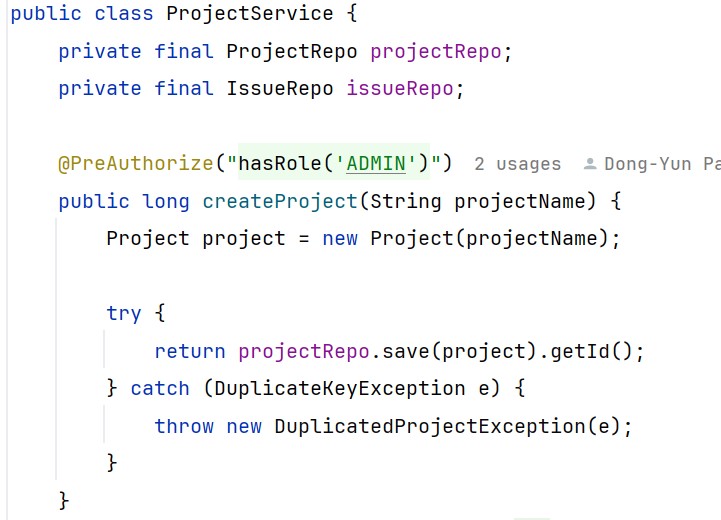 public class ProjectService {
    private final ProjectRepo projectRepo;
    private final IssueRepo issueRepo;
    @PreAuthorize("hasRole('ADMIN')") 2 usages Dong-Yun
    public long createProject(String projectName) {
        Project project = new Project(projectName);
        try {
            return projectRepo.save(project).getId();
        } catch (DuplicateKeyException e) {
            throw new DuplicatedProjectException(e);
        }
    }